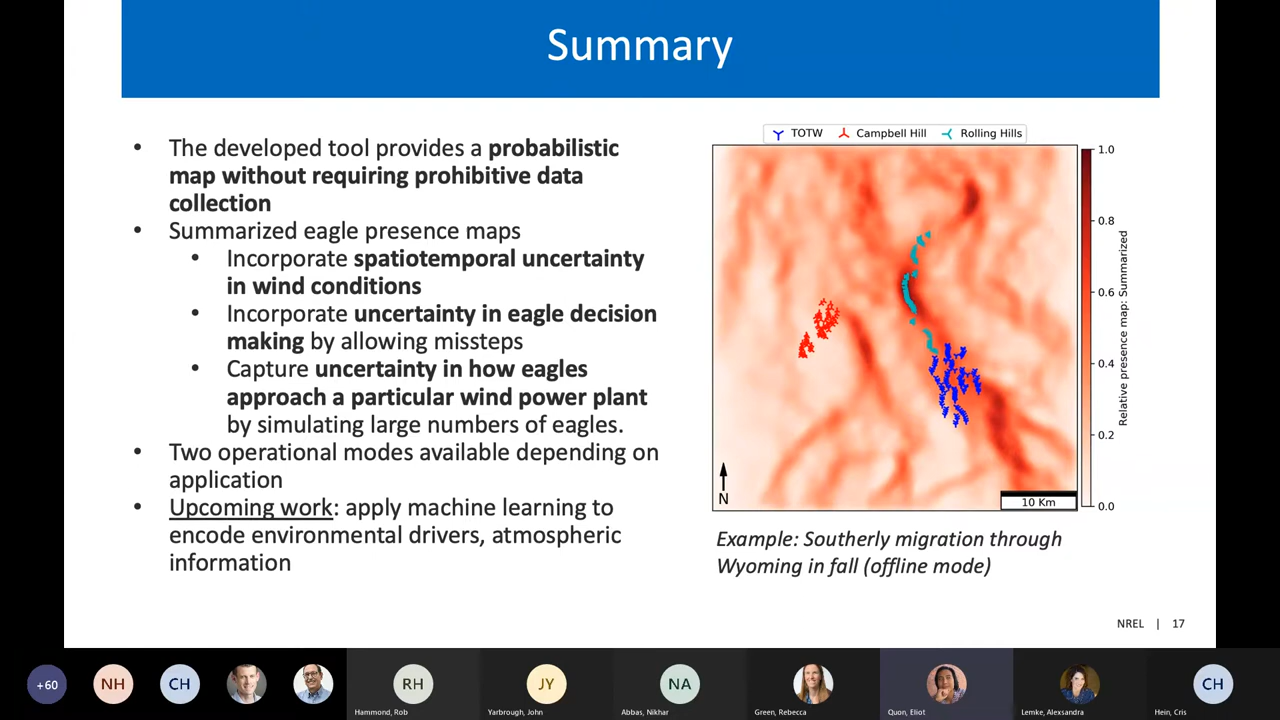 Summary
• The developed tool provides a probabilistic
map without requiring prohibitive data
collection
• Summarized eagle presence maps
• Incorporate spatiotemporal uncertainty
in wind conditions
• Incorporate uncertainty in eagle decision
making by allowing missteps
• Capture uncertainty in how eagles
approach a particular wind power plant
by simulating large numbers of eagles.
• Two operational modes available depending on
application
• Upcoming work: apply machine learning to
encode environmental drivers, atmospheric
information
TOTW Campbell Hill Rolling Hills
1.0
0.8
0.6
0.4
0.2
0.0
Relative presence map: Summarized
N
10 Km
Example: Southerly migration through
Wyoming in fall (offline mode)
NREL | 17
+60 NH CH RH JY NA CH
Hammond, Rob Yarbrough, John Abbas, Nikhar Green, Rebecca Quon, Eliot Lemke, Alexsandra Hein, Cris